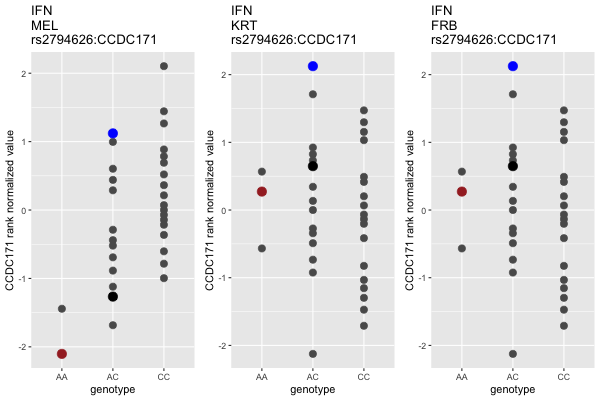 IFN
MEL
rs2794626:CCDC171
CCDC171 rank normalized value
2
1
0
-1
-2
AA AC CC
genotype
IFN
KRT
rs2794626:CCDC171
CCDC171 rank normalized value
2
1
0
-1
-2
AA AC CC
genotype
IFN
FRB
rs2794626:CCDC171
CCDC171 rank normalized value
2
1
0
-1
-2
AA AC CC
genotype